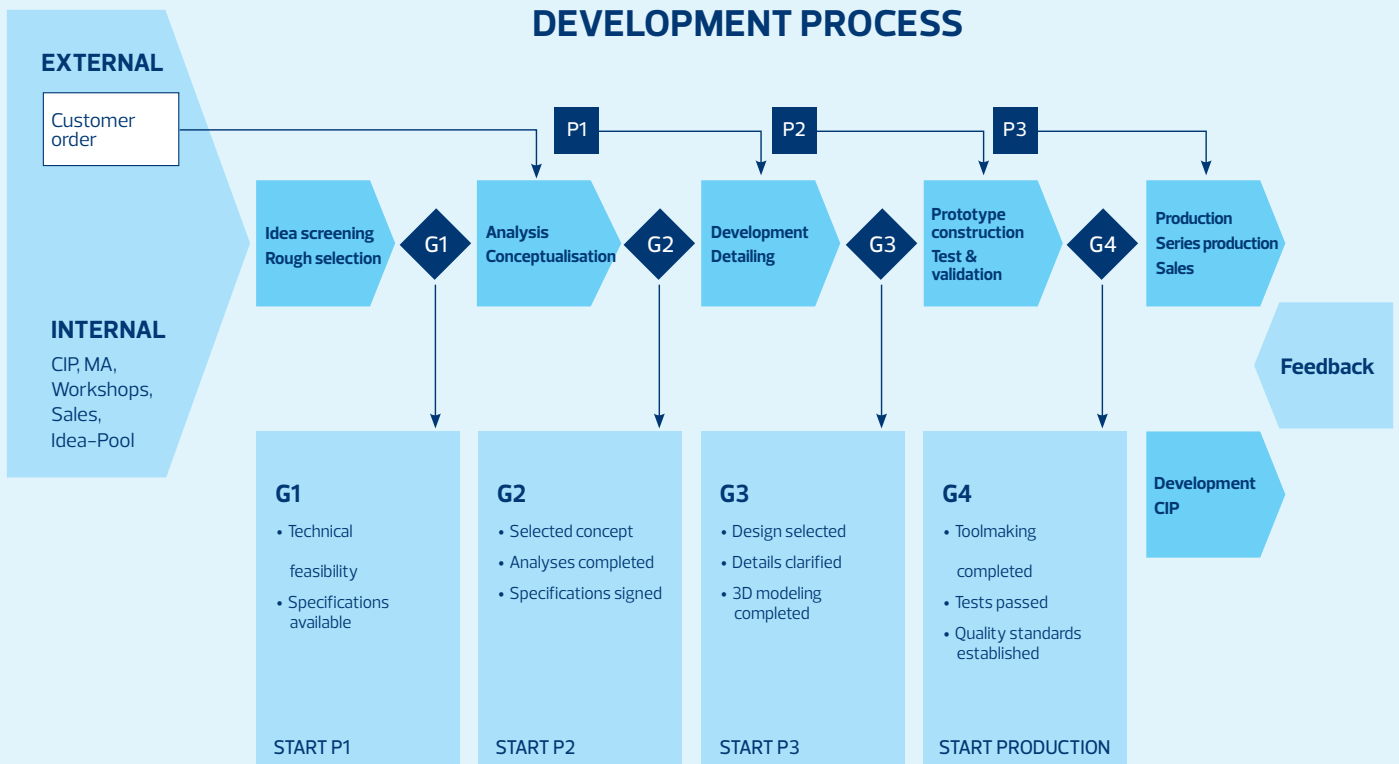 DEVELOPMENT PROCESS
EXTERNAL
Customer
order
INTERNAL
CIP, MA,
Workshops,
Sales,
Idea-Pool
P1
P2
P3
Idea screening
Rough selection
G1
Analysis
Conceptualisation
G2
Development
Detailing
G3
Prototype
construction
Test &
validation
G4
Production
Series production
Sales
Feedback
Development
CIP
G1
• Technical
feasibility
• Specifications
available
START P1
G2
• Selected concept
• Analyses completed
• Specifications signed
START P2
G3
• Design selected
• Details clarified
• 3D modeling
completed
START P3
G4
• Toolmaking
completed
• Tests passed
• Quality standards
established
START PRODUCTION